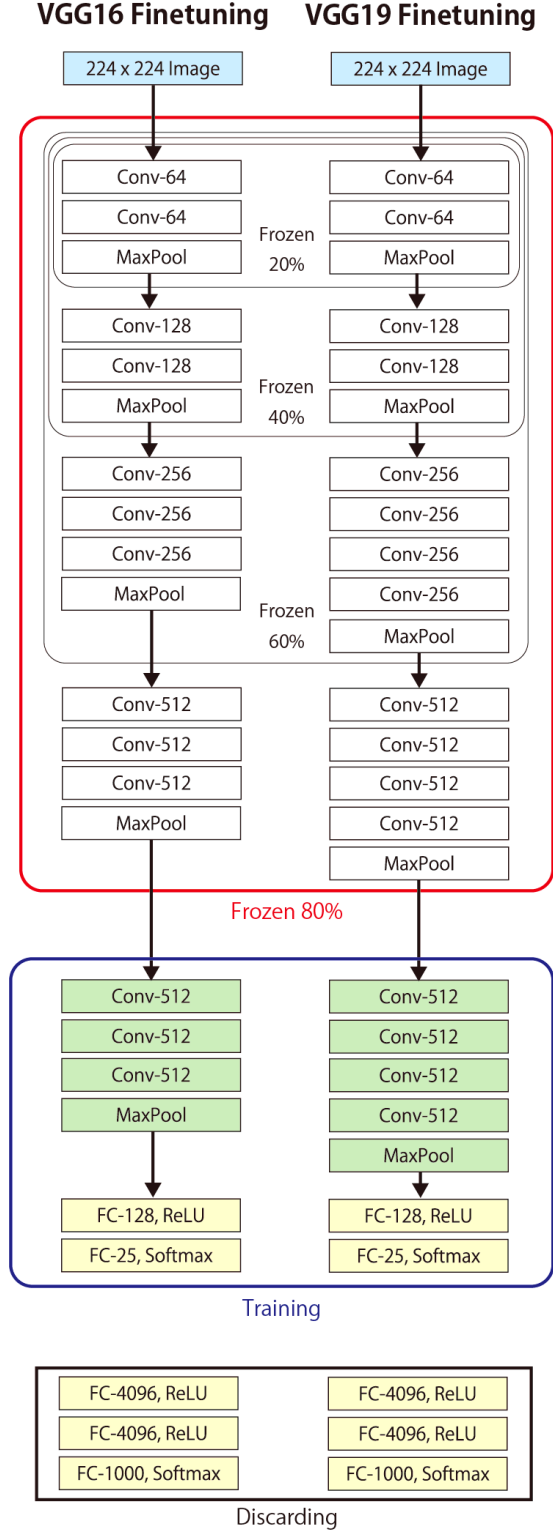 VGG16 Finetuning VGG19 Finetuning
224 x 224 Image 224 x 224 Image
Conv-64 Conv-64
Conv-64 Conv-64
Frozen
MaxPool MaxPool
20%
Conv-128 Conv-128
Conv-128 Conv-128
Frozen
MaxPool MaxPool
40%
Conv-256 Conv-256
Conv-256 Conv-256
Conv-256 Conv-256
MaxPool Conv-256
Frozen
MaxPool
60%
Conv-512 Conv-512
Conv-512 Conv-512
Conv-512 Conv-512
MaxPool Conv-512
MaxPool
Frozen 80%
Conv-512 Conv-512
Conv-512 Conv-512
Conv-512 Conv-512
MaxPool Conv-512
MaxPool
FC-128, ReLU FC-128, ReLU
FC-25, Softmax FC-25, Softmax
Training
FC-4096, ReLU FC-4096, ReLU
FC-4096, ReLU FC-4096, ReLU
FC-1000, Softmax FC-1000, Softmax
Discarding